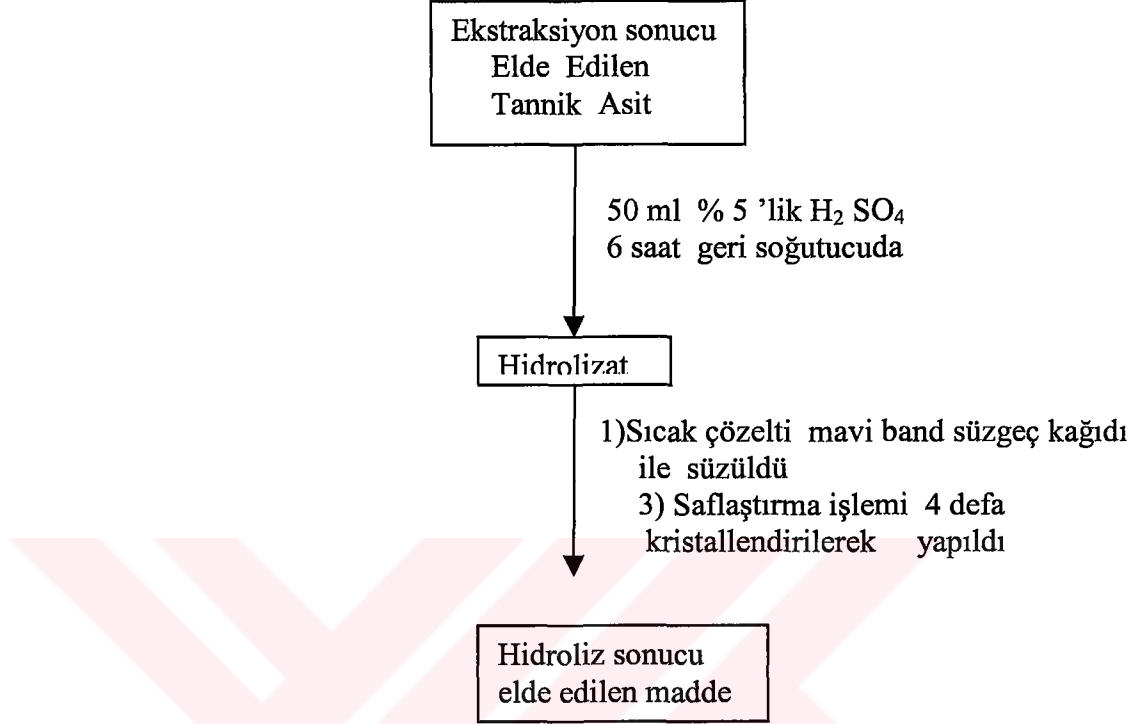 Ekstraksiyon sonucu
Elde Edilen
Tannik Asit
50 ml % 5 'lik H₂ SO₄
6 saat geri soğutucuda
Hidrolizat
1)Sıcak çözelti mavi band süzgeç kağıdı
ile süzüldü
3) Saflaştırma işlemi 4 defa
kristallendirilerek yapıldı
Hidroliz sonucu
elde edilen madde